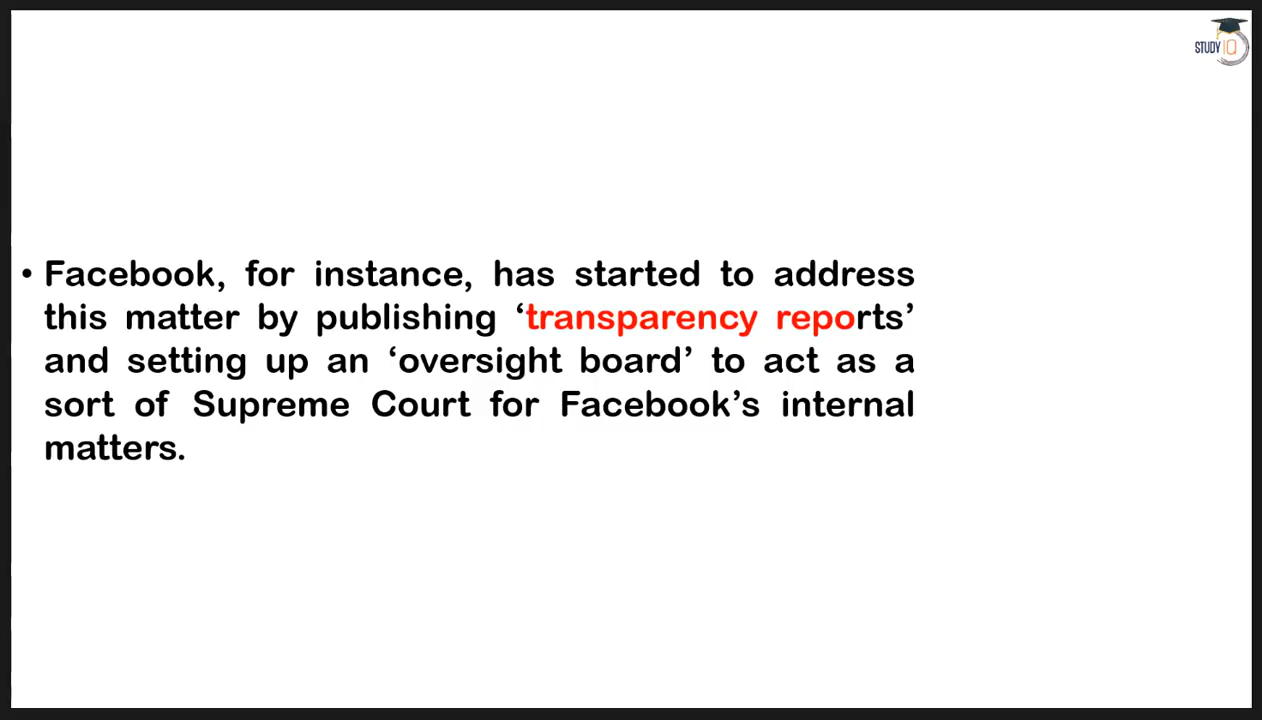 STUDY IQ
• Facebook, for instance, has started to address
this matter by publishing ‘transparency reports’
and setting up an ‘oversight board’ to act as a
sort of Supreme Court for Facebook’s internal
matters.